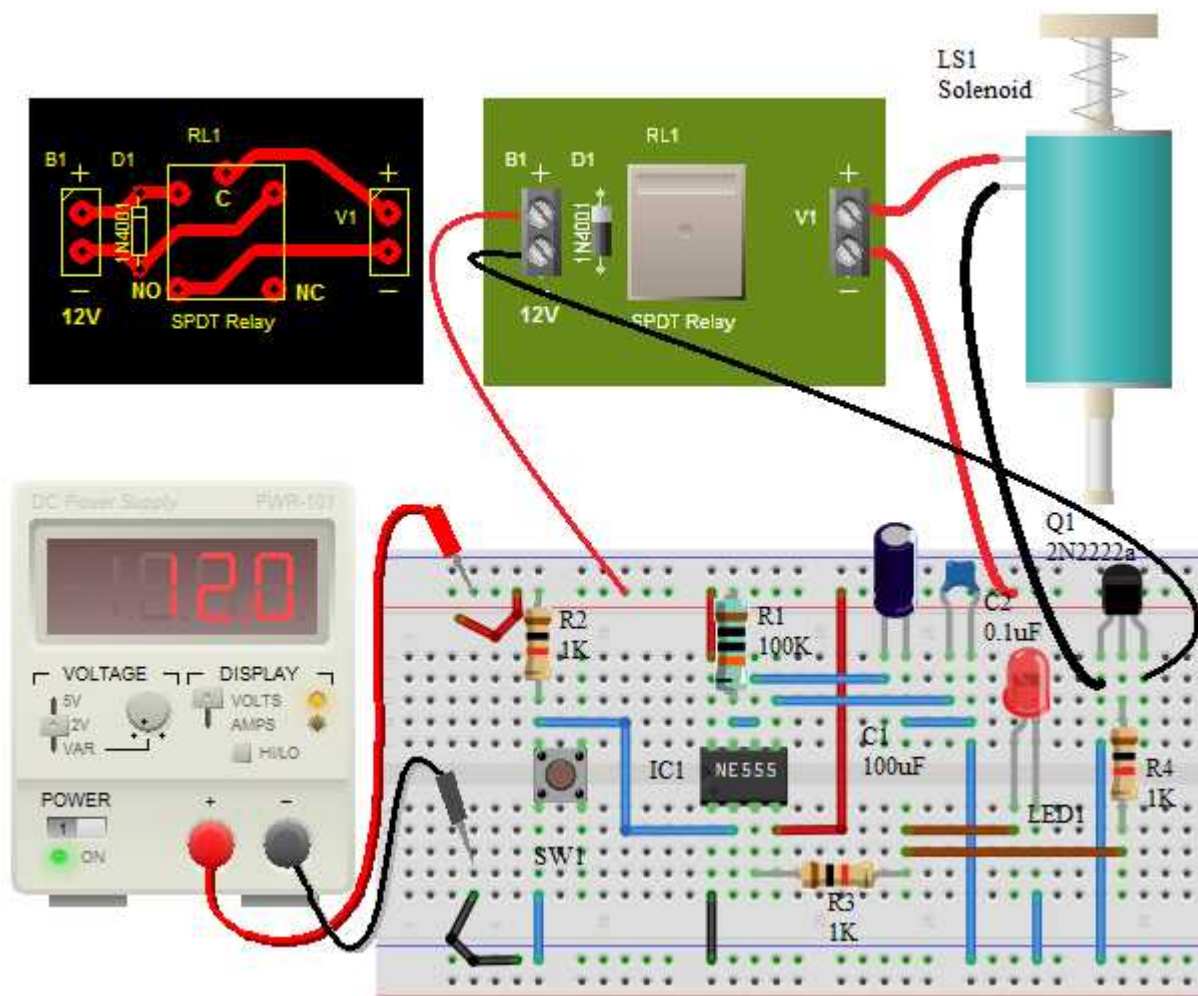 LS1
Solenoid
RL1
B1
D1
+
+
C
1N4001
V1
−
NO
NC
−
12V
SPDT Relay
RL1
B1
D1
+
+
1N4001
V1
−
−
12V
SPDT Relay
DC Power Supply
PWR-101
12.0
VOLTAGE
DISPLAY
5V
2V
VAR
VOLTS
AMPS
HI/LO
POWER
1
ON
+
−
Q1
2N2222a
R2
1K
R1
100K
C2
0.1uF
IC1
NE555
C1
100uF
R4
1K
LED1
SW1
R3
1K